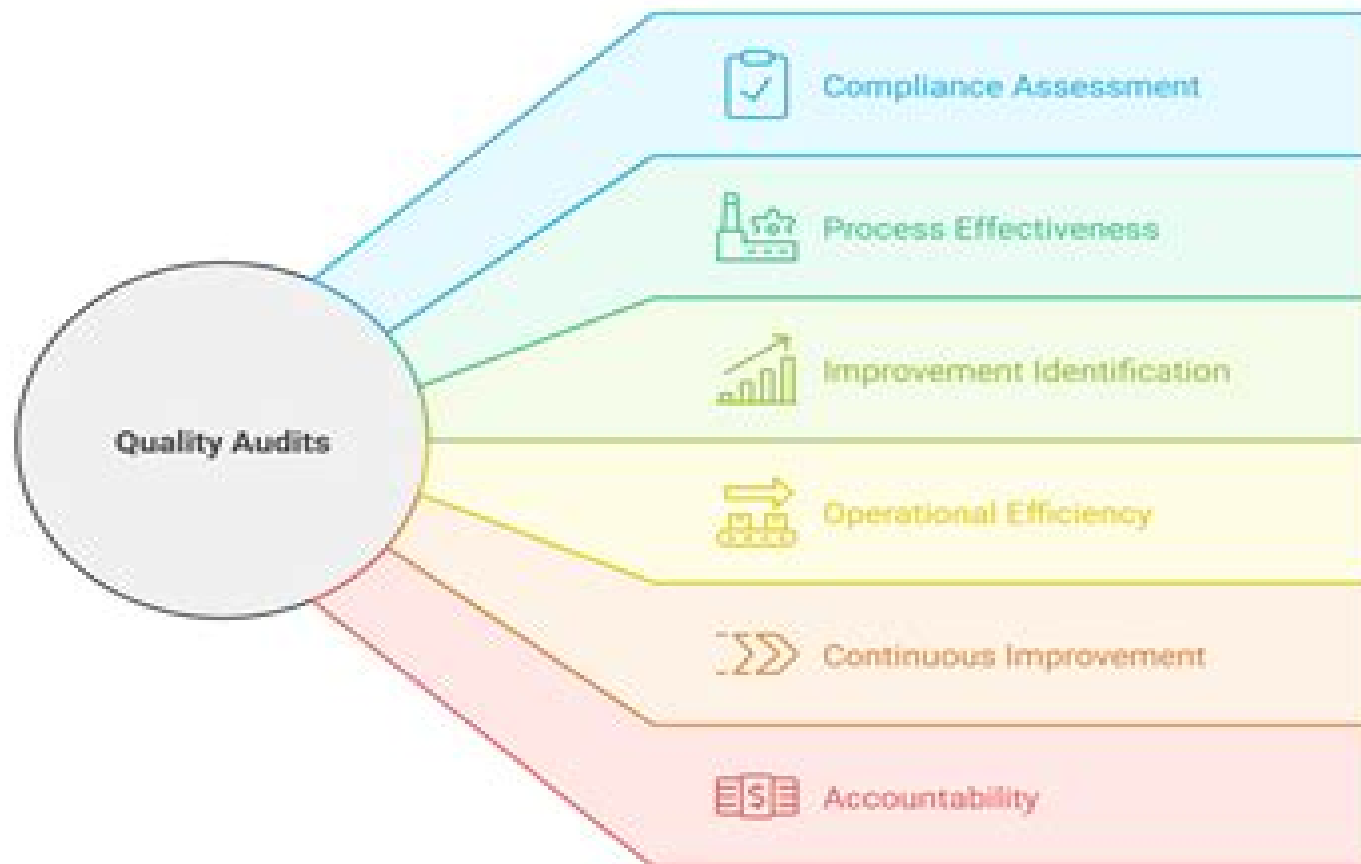 Compliance Assessment
Process Effectiveness
Improvement Identification
Quality Audits
Operational Efficiency
Continuous Improvement
$ Accountability